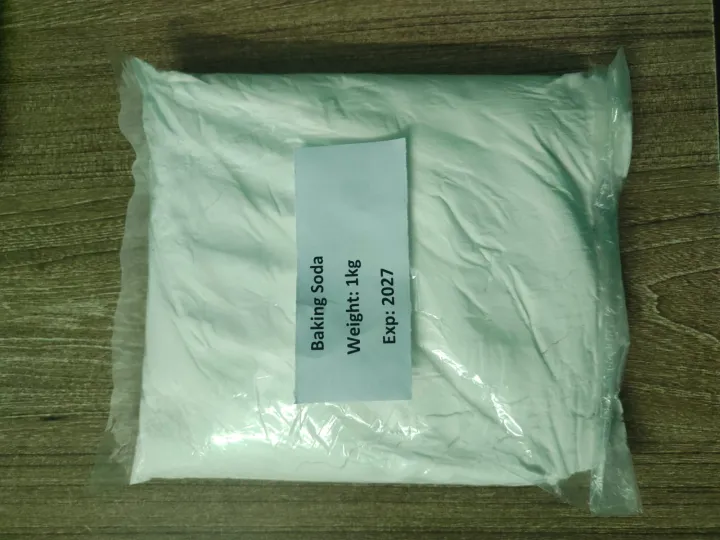 Baking Soda
Weight: 1kg
Exp: 2027